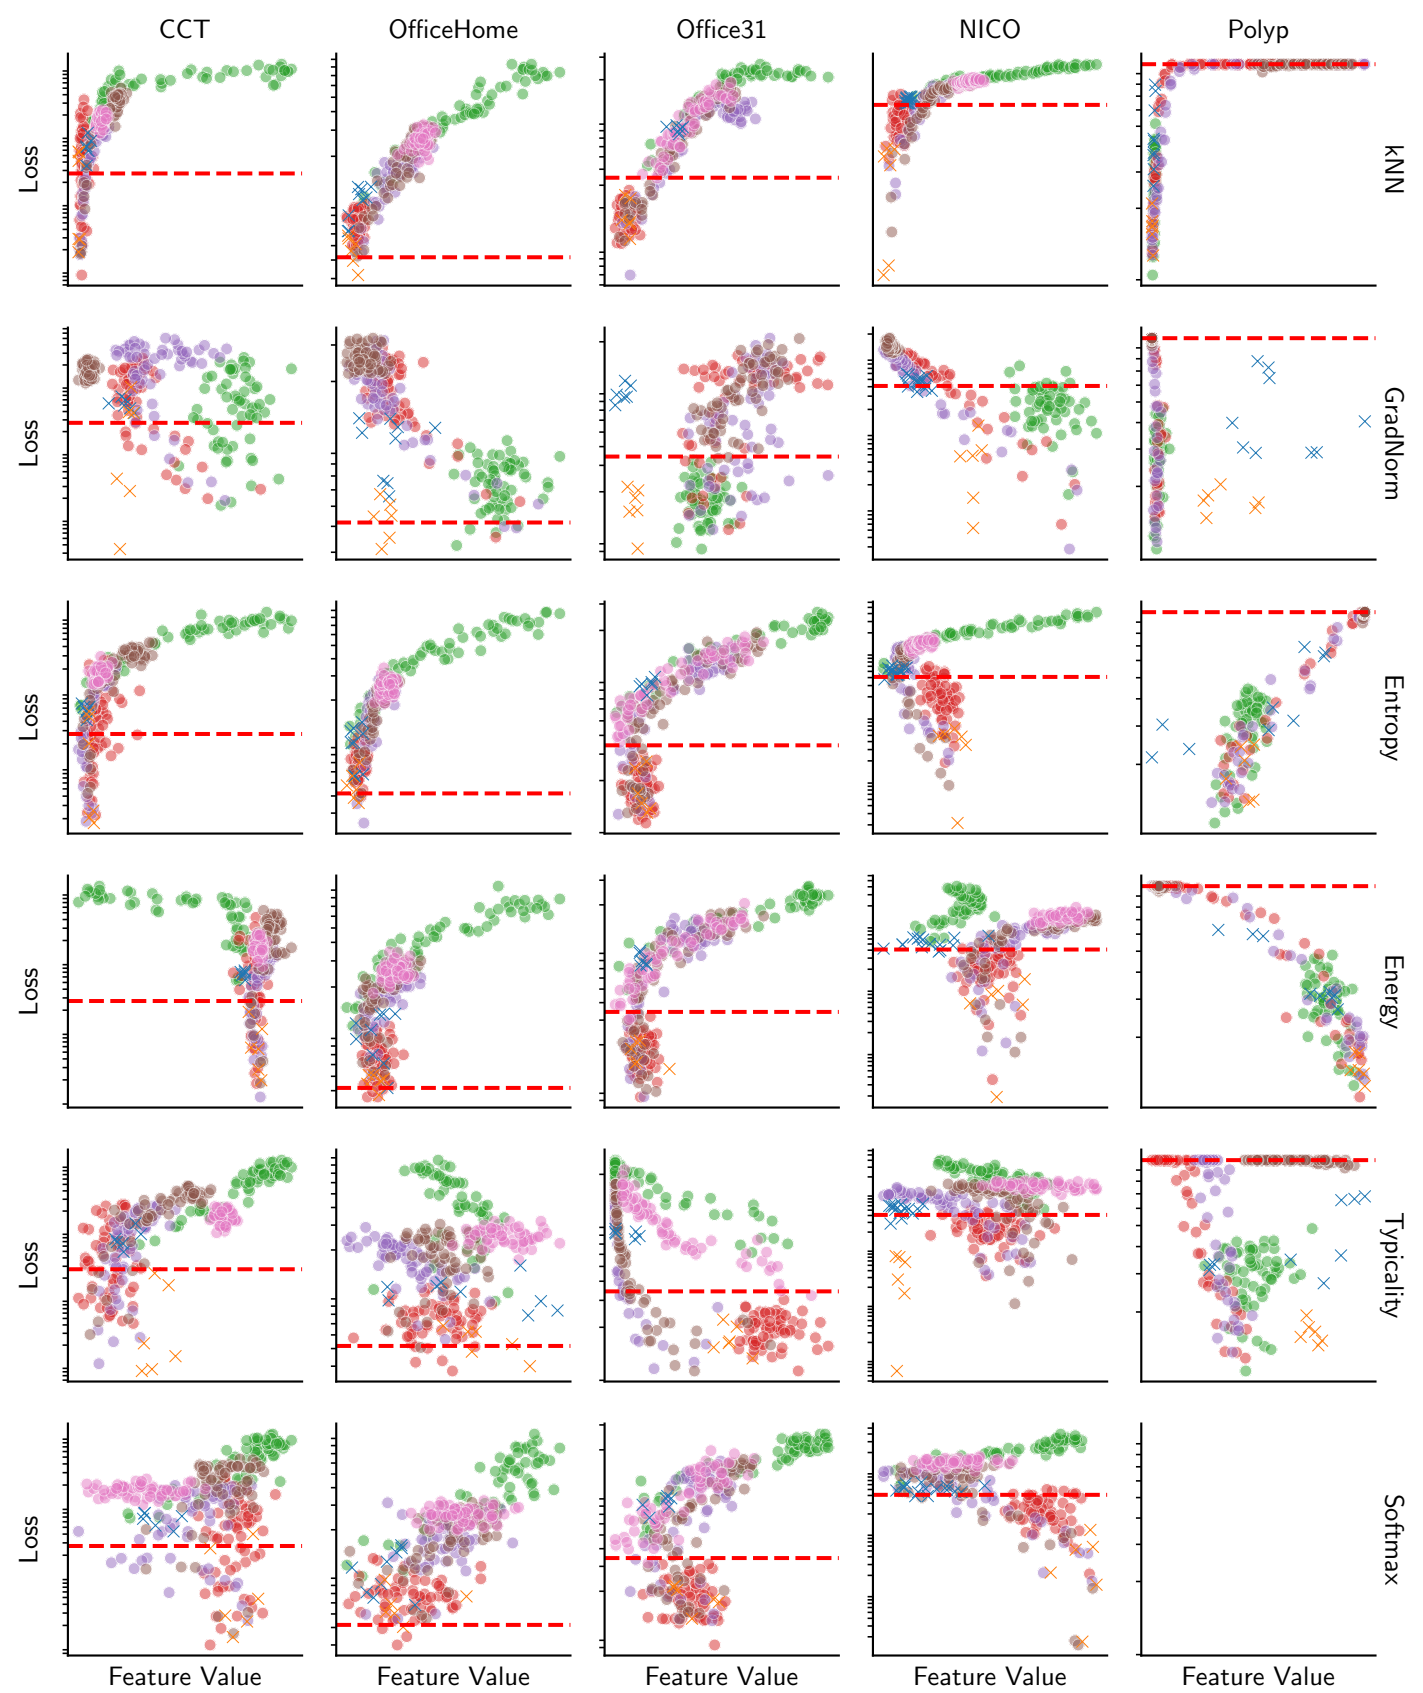 CCT OfficeHome Office31 NICO Polyp
Loss kNN
Loss GradNorm
Loss Entropy
Loss Energy
Loss Typicality
Loss Softmax
Feature Value Feature Value Feature Value Feature Value Feature Value